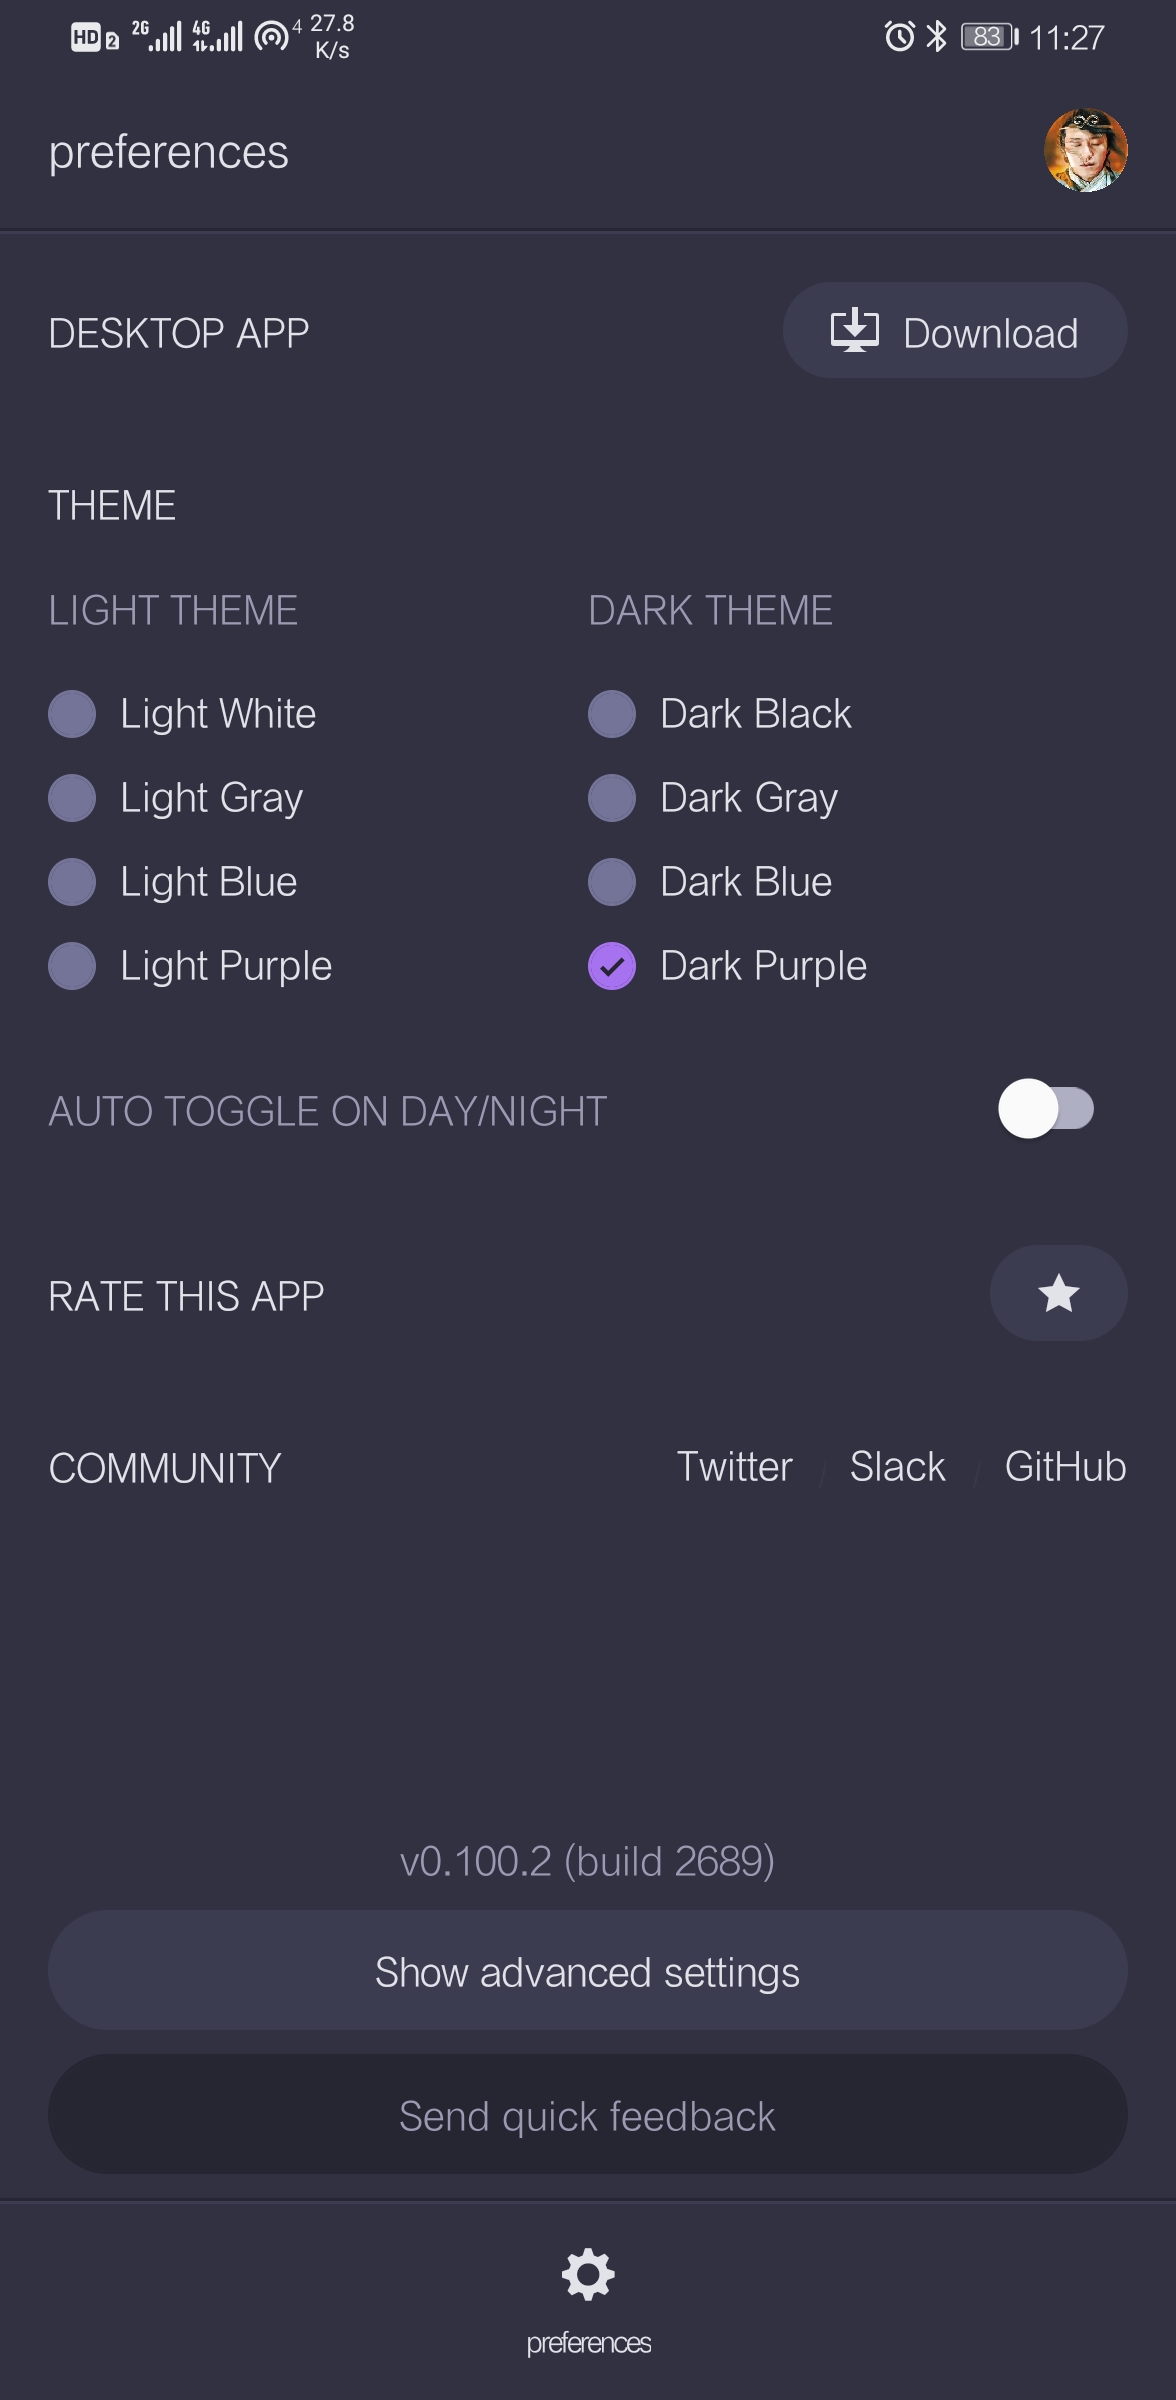 HD 2 2G 4G 4 27.8 K/s 83 11:27
preferences
DESKTOP APP Download
THEME
LIGHT THEME DARK THEME
Light White Dark Black
Light Gray Dark Gray
Light Blue Dark Blue
Light Purple Dark Purple
AUTO TOGGLE ON DAY/NIGHT
RATE THIS APP
COMMUNITY Twitter / Slack / GitHub
v0.100.2 (build 2689)
Show advanced settings
Send quick feedback
preferences